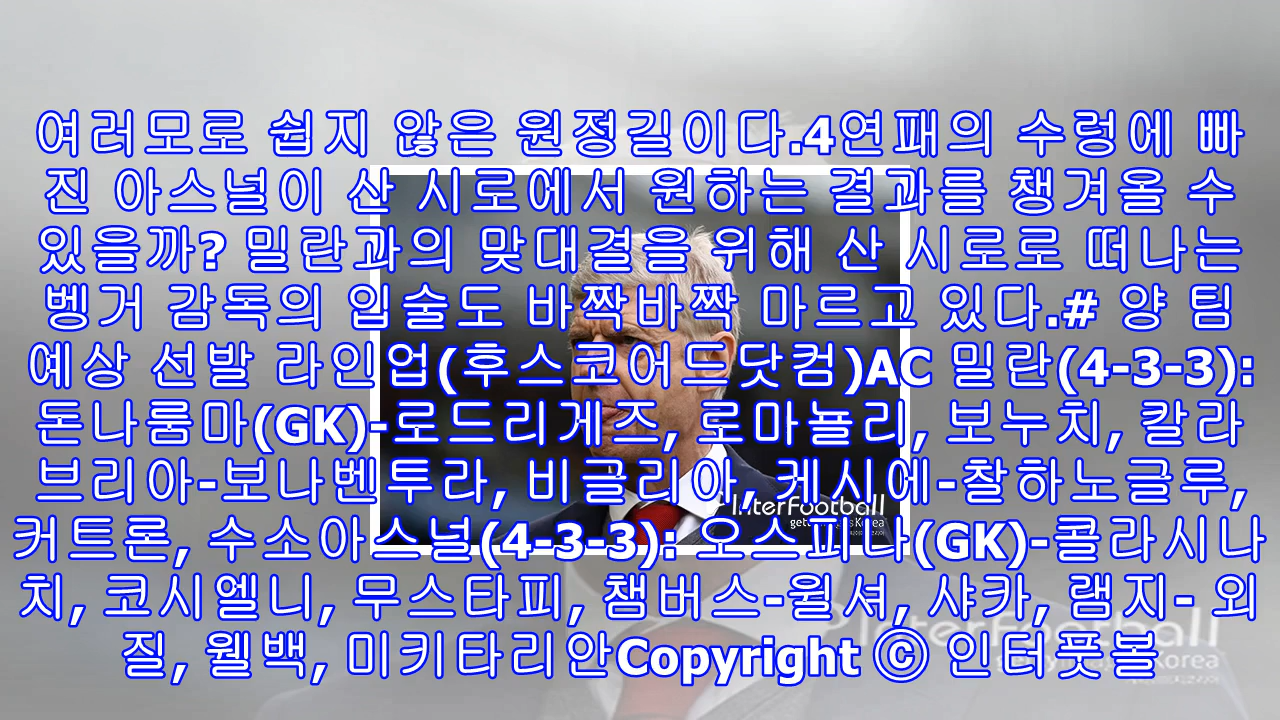 여러모로 쉽지 않은 원정길이다.4연패의 수렁에 빠
진 아스널이 산 시로에서 원하는 결과를 챙겨올 수
있을까? 밀란과의 맞대결을 위해 산 시로로 떠나는
벵거 감독의 입술도 바짝바짝 마르고 있다.# 양 팀
예상 선발 라인업(후스코어드닷컴)AC 밀란(4-3-3):
돈나룸마(GK)-로드리게즈, 로마뇰리, 보누치, 칼라
브리아-보나벤투라, 비글리아, 케시에-찰하노글루,
InterFootball
커트론, 수소아스널(4-3-3): 오스피나(GK)-콜라시나
치, 코시엘니, 무스타피, 챔버스-윌셔, 샤카, 램지- 외
InterFootball
질, 웰백, 미키타리안Copyright ⓒ 인터풋볼